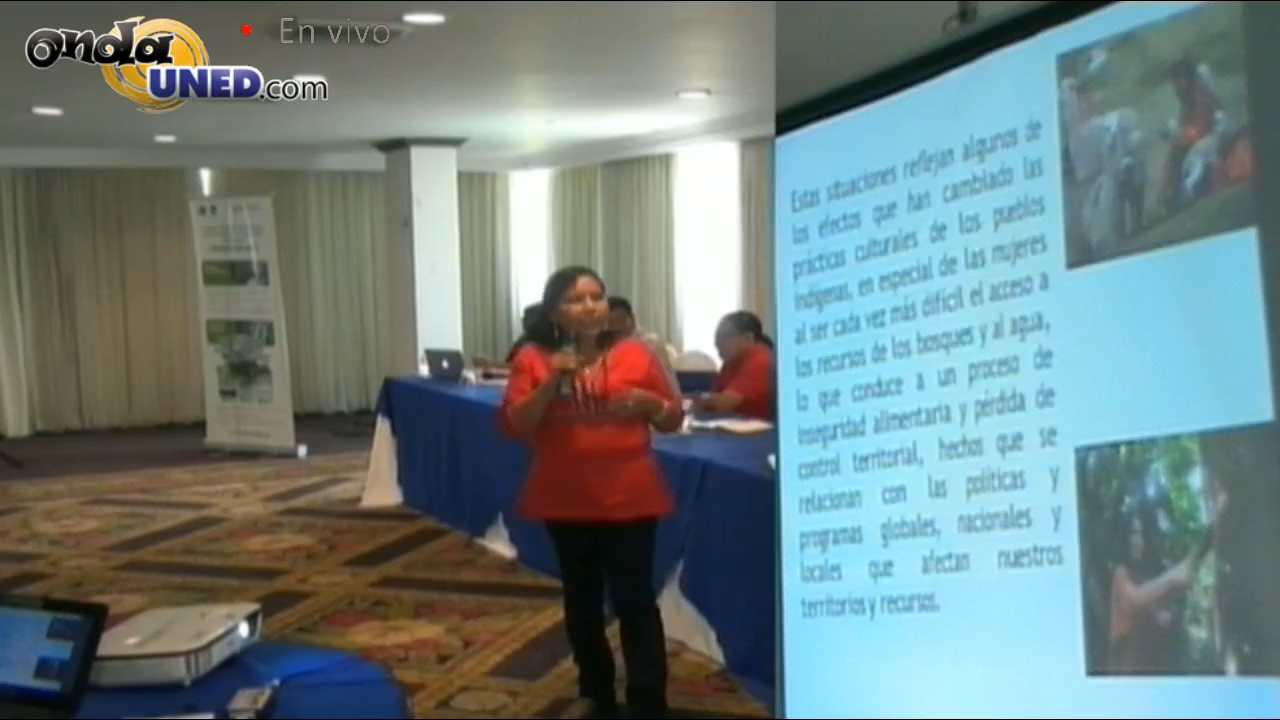 onda
UNED.com
En vivo
Estas situaciones reflejan algunos de
los efectos que han cambiado las
prácticas culturales de los pueblos
indígenas, en especial de las mujeres
al ser cada vez más difícil el acceso a
los recursos de los bosques y al agua,
lo que conduce a un proceso de
inseguridad alimentaria y pérdida de
control territorial, hechos que se
relacionan con las políticas y
programas globales, nacionales y
locales que afectan nuestros
territorios y recursos.